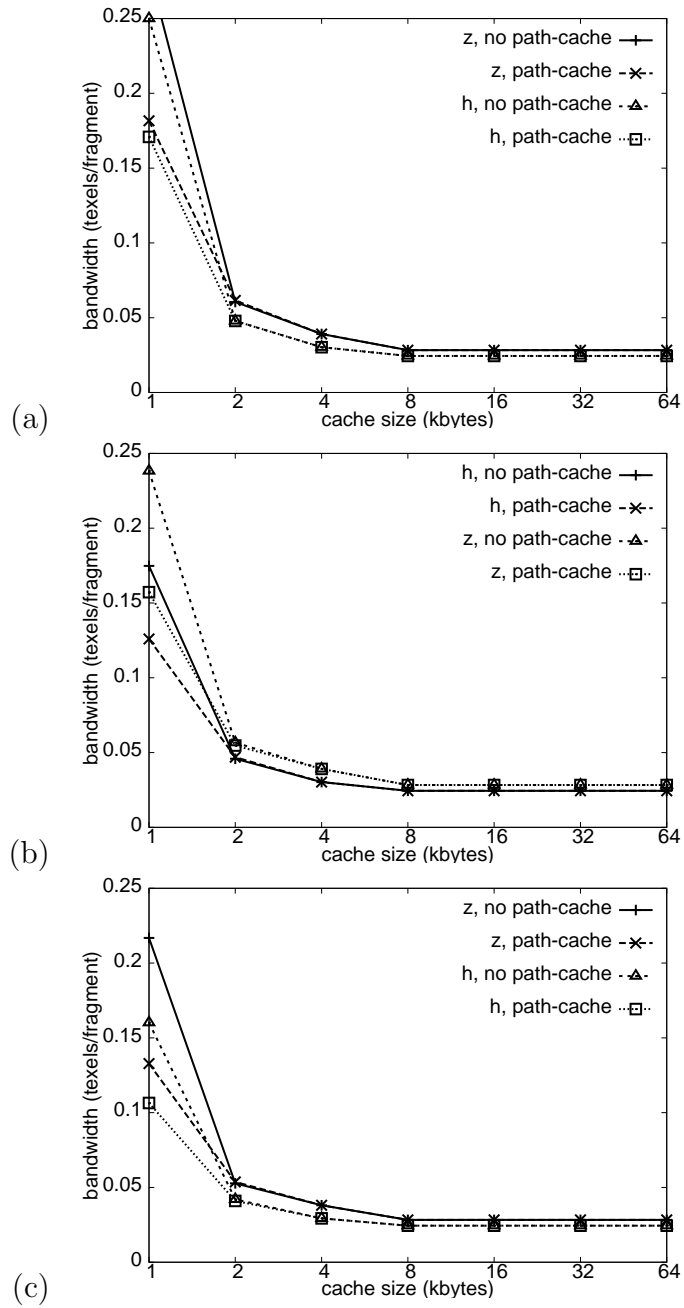 0.25
0.2
0.15
0.1
0.05
0
bandwidth (texels/fragment)
z, no path-cache
z, path-cache
h, no path-cache
h, path-cache
1 2 4 8 16 32 64
cache size (kbytes)
(a)
0.25
0.2
0.15
0.1
0.05
0
bandwidth (texels/fragment)
h, no path-cache
h, path-cache
z, no path-cache
z, path-cache
1 2 4 8 16 32 64
cache size (kbytes)
(b)
0.25
0.2
0.15
0.1
0.05
0
bandwidth (texels/fragment)
z, no path-cache
z, path-cache
h, no path-cache
h, path-cache
1 2 4 8 16 32 64
cache size (kbytes)
(c)